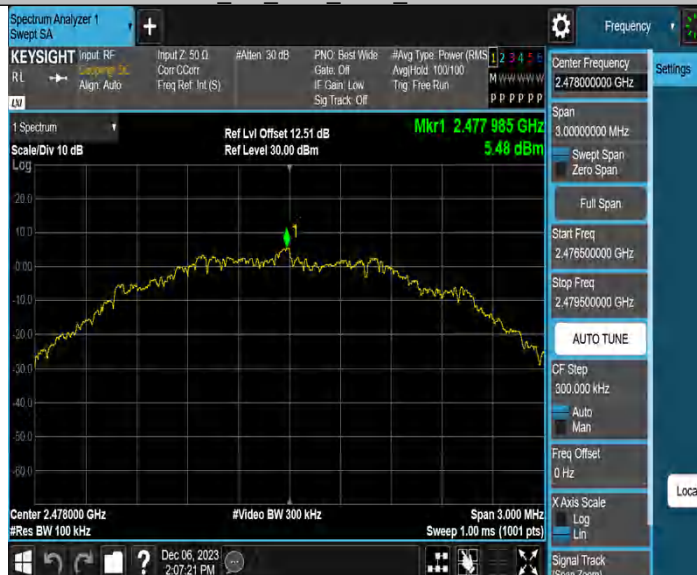 Spectrum Analyzer 1
Swept SA
+
Frequency
KEYSIGHT
Input: RF
Coupling: DC
Align: Auto
Input Z: 50 Ω
Corr CCorr
Freq Ref: Int (S)
#Atten: 30 dB
PNO: Best Wide
Gate: Off
IF Gain: Low
Sig Track: Off
#Avg Type: Power (RMS
Avg|Hold: 100/100
Trig: Free Run
1 2 3 4 5 6
M W W W W W
P P P P P P
R L
LXI
1 Spectrum
Scale/Div 10 dB
Log
Ref Lvl Offset 12.51 dB
Ref Level 30.00 dBm
Mkr1 2.477 985 GHz
5.48 dBm
20.0
10.0
0.00
-10.0
-20.0
-30.0
-40.0
-50.0
-60.0
1
Center 2.478000 GHz
#Res BW 100 kHz
#Video BW 300 kHz
Span 3.000 MHz
Sweep 1.00 ms (1001 pts)
Dec 06, 2023
2:07:21 PM
?
Center Frequency
2.478000000 GHz
Settings
Span
3.00000000 MHz
Swept Span
Zero Span
Full Span
Start Freq
2.476500000 GHz
Stop Freq
2.479500000 GHz
AUTO TUNE
CF Step
300.000 kHz
Auto
Man
Freq Offset
0 Hz
X Axis Scale
Log
Lin
Local
Signal Track
(Span Zoom)